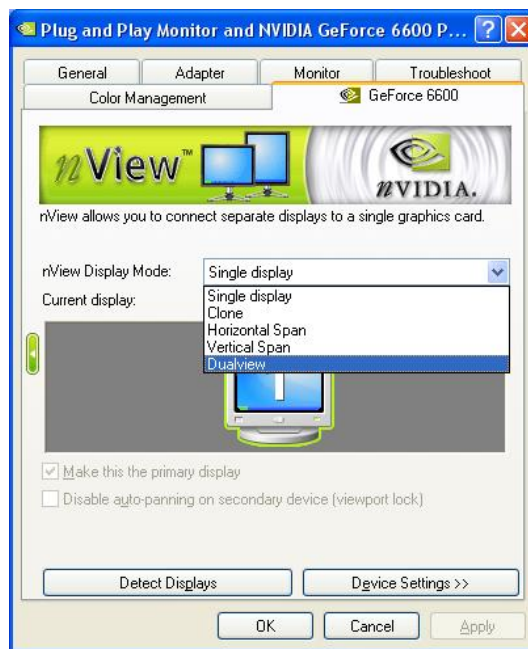 Plug and Play Monitor and NVIDIA GeForce 6600 P...
General Adapter Monitor Troubleshoot
Color Management GeForce 6600
nView™
nVIDIA.
nView allows you to connect separate displays to a single graphics card.
nView Display Mode: Single display
Current display:
Single display
Clone
Horizontal Span
Vertical Span
Dualview
1
Make this the primary display
Disable auto-panning on secondary device (viewport lock)
Detect Displays Device Settings >>
OK Cancel Apply